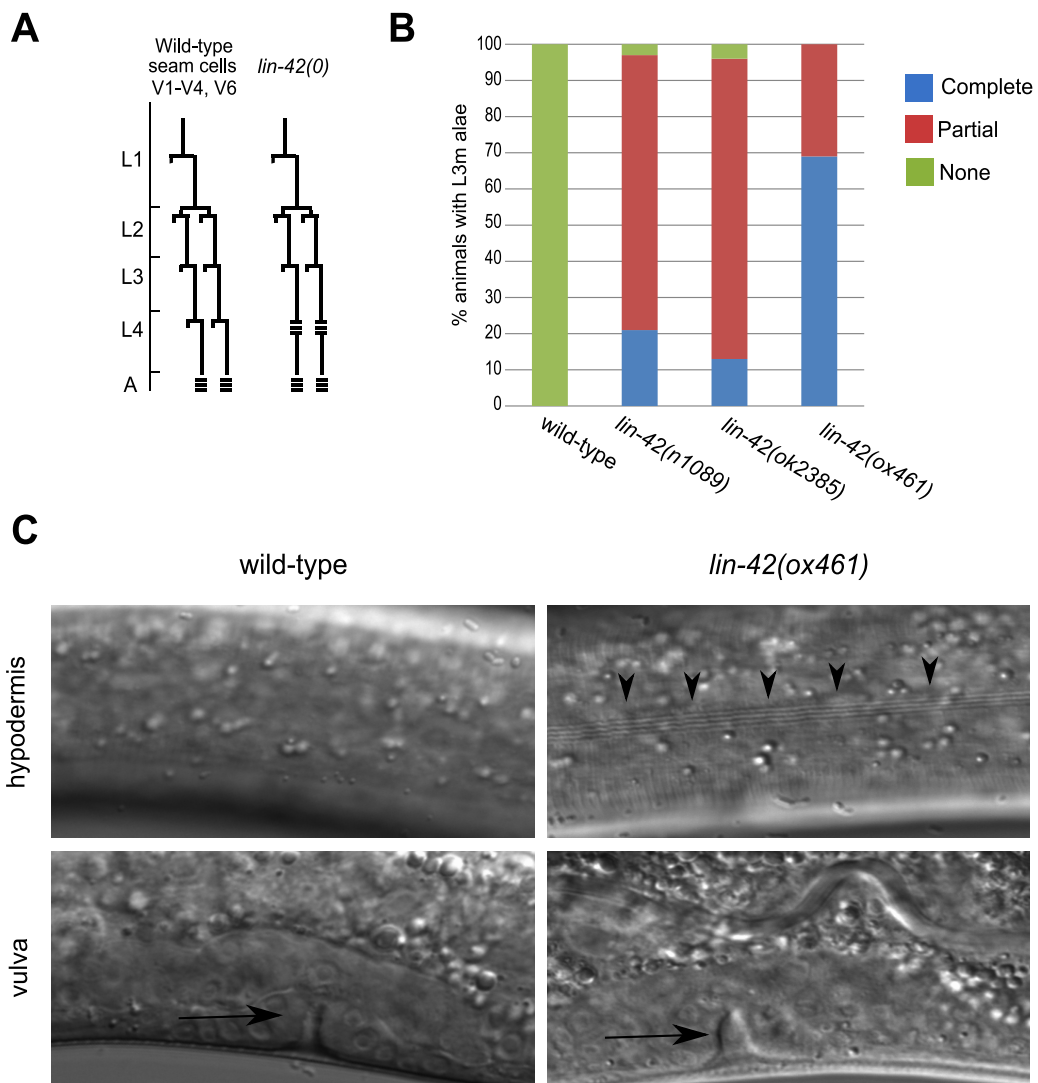 A
Wild-type
seam cells
V1-V4, V6
lin-42(0)
L1
L2
L3
L4
A
B
% animals with L3m alae
100
90
80
70
60
50
40
30
20
10
0
wild-type
lin-42(n1089)
lin-42(ok2385)
lin-42(ox461)
Complete
Partial
None
C
wild-type
lin-42(ox461)
hypodermis
vulva